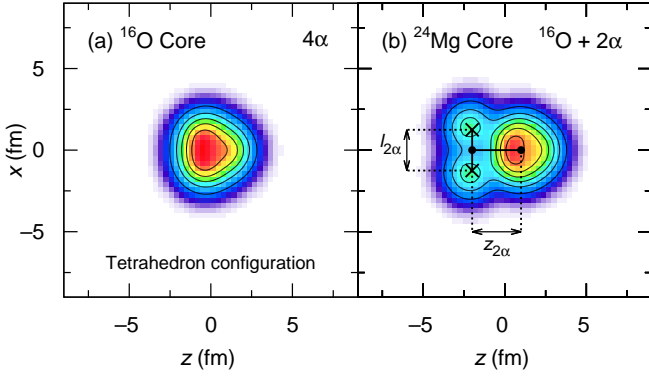 (a) ¹⁶O Core 4α
(b) ²⁴Mg Core ¹⁶O + 2α
x (fm)
5
0
−5
l₂α
z₂α
Tetrahedron configuration
−5 0 5
−5 0 5
z (fm)
z (fm)